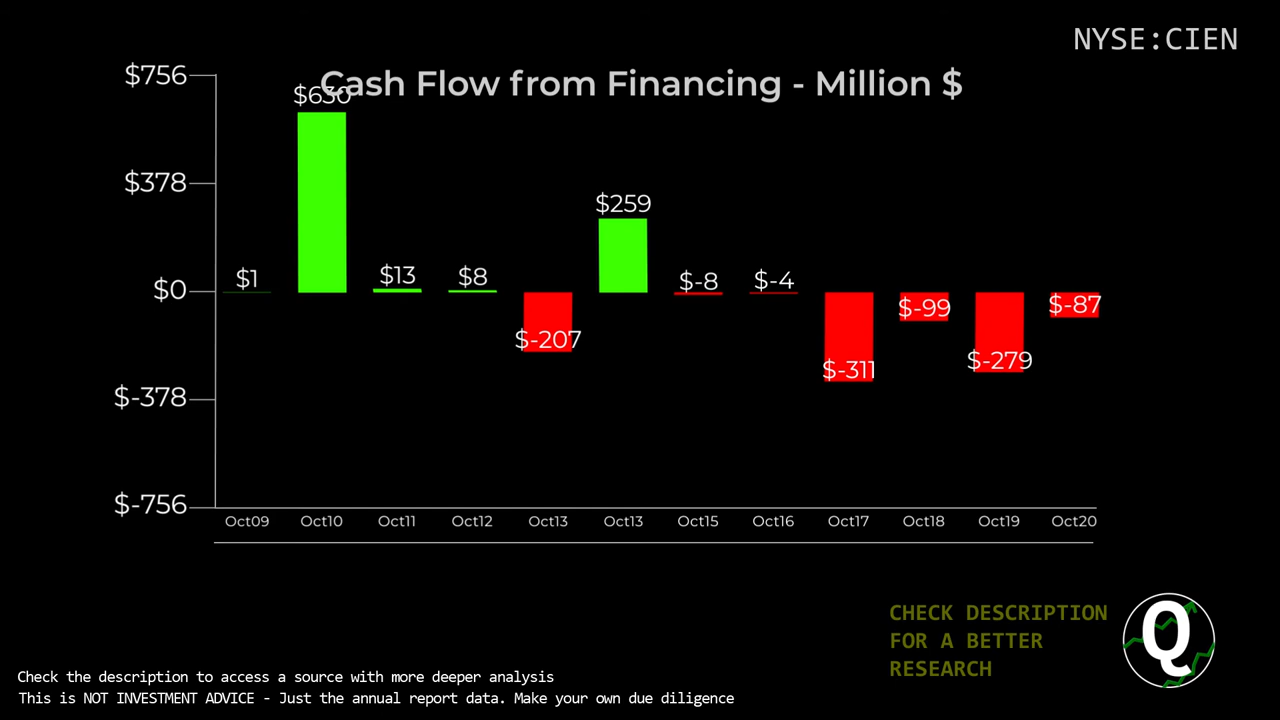 NYSE:CIEN
Cash Flow from Financing - Million $
$756
$378
$0
$-378
$-756
$1
$630
$13
$8
$-207
$259
$-8
$-4
$-311
$-99
$-279
$-87
Oct09 Oct10 Oct11 Oct12 Oct13 Oct13 Oct15 Oct16 Oct17 Oct18 Oct19 Oct20
CHECK DESCRIPTION
FOR A BETTER
RESEARCH
Q
Check the description to access a source with more deeper analysis
This is NOT INVESTMENT ADVICE - Just the annual report data. Make your own due diligence